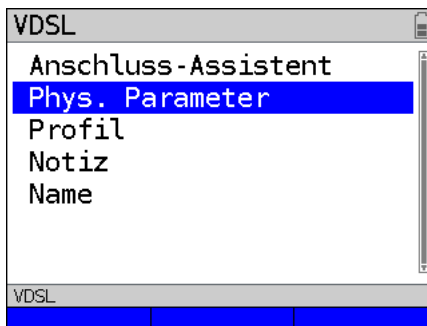 VDSL
Anschluss-Assistent
Phys. Parameter
Profil
Notiz
Name
VDSL